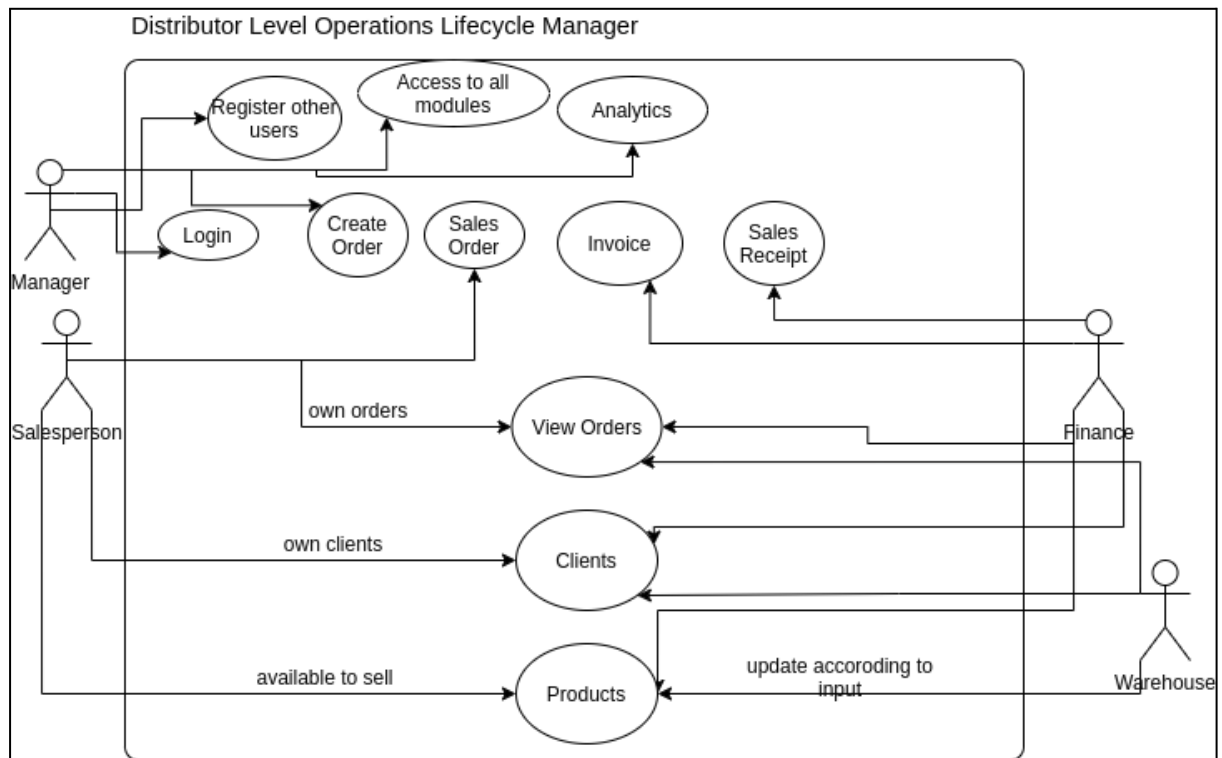 Distributor Level Operations Lifecycle Manager
Access to all
modules
Register other
users
Analytics
Login
Create
Order
Sales
Order
Invoice
Sales
Receipt
Manager
own orders
View Orders
Salesperson
Finance
own clients
Clients
available to sell
Products
update accoroding to
input
Warehouse